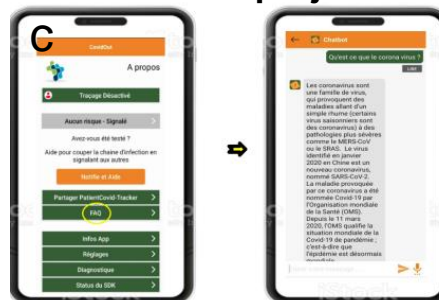 C
CovidOut
A propos
Traçage Désactivé
Aucun risque - Signalé
Avez-vous été testé ?
Aide pour couper la chaine d'infection en
signalant aux autres
Notifie et Aide
Partager PatientCovid-Tracker
FAQ
Infos App
Réglages
Diagnostique
Status du SDK
Chatbot
Qu'est ce que le corona virus ?
Les coronavirus sont
une famille de virus,
qui provoquent des
maladies allant d'un
simple rhume (certains
virus saisonniers sont
des coronavirus) à des
pathologies plus sévères
comme le MERS-CoV
ou le SRAS. Le virus
identifié en janvier
2020 en Chine est un
nouveau coronavirus,
nommé SARS-CoV-2.
La maladie provoquée
par ce coronavirus a été
nommée Covid-19 par
l'Organisation mondiale
de la Santé (OMS).
Depuis le 11 mars
2020, l'OMS qualifie la
situation mondiale de la
Covid-19 de pandémie ;
c'est-à-dire que
l'épidémie est désormais
iStock
iStock